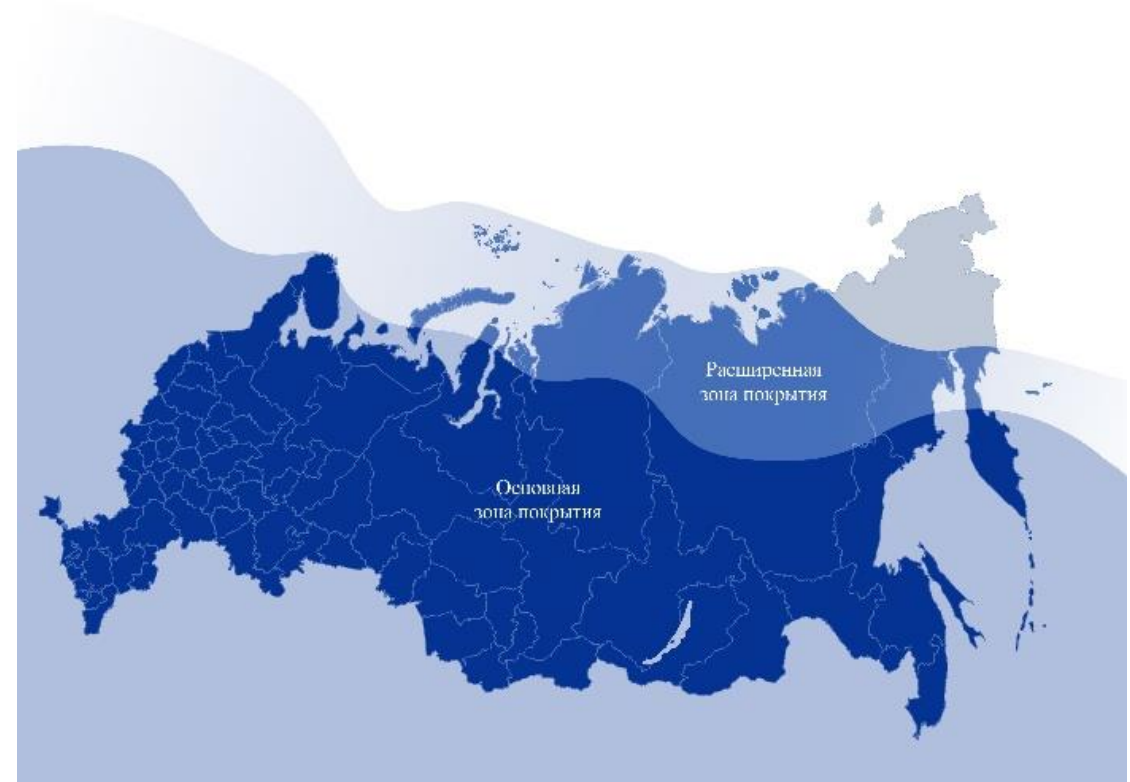 Расширенная
зона покрытия
Основная
зона покрытия